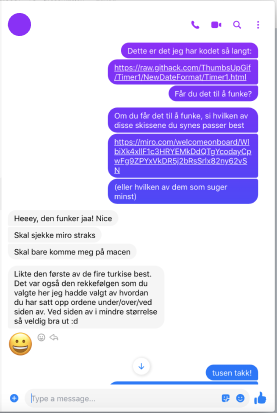 Dette er det jeg har kodet så langt:
https://raw.githack.com/ThumbsUpGif
/Timer1/NewDateFormat/Timer1.html
Får du det til å funke?
Om du får det til å funke, si hvilken av
disse skissene du synes passer best
https://miro.com/welcomeonboard/Wl
biXk4xIlF1c3HRYEMkDdQTgYcodayCp
wFg9ZPYxVkDR5j2bRsSrIx82ny62vS
N
(eller hvilken av dem som suger
minst)
Heeey, den funker jaa! Nice
Skal sjekke miro straks
Skal bare komme meg på macen
Likte den første av de fire turkise best.
Det var også den rekkefølgen som du
valgte her jeg hadde valgt av hvordan
du har satt opp ordene under/over/ved
siden av. Ved siden av i mindre størrelse
så veldig bra ut :d
tusen takk!
Type a message...